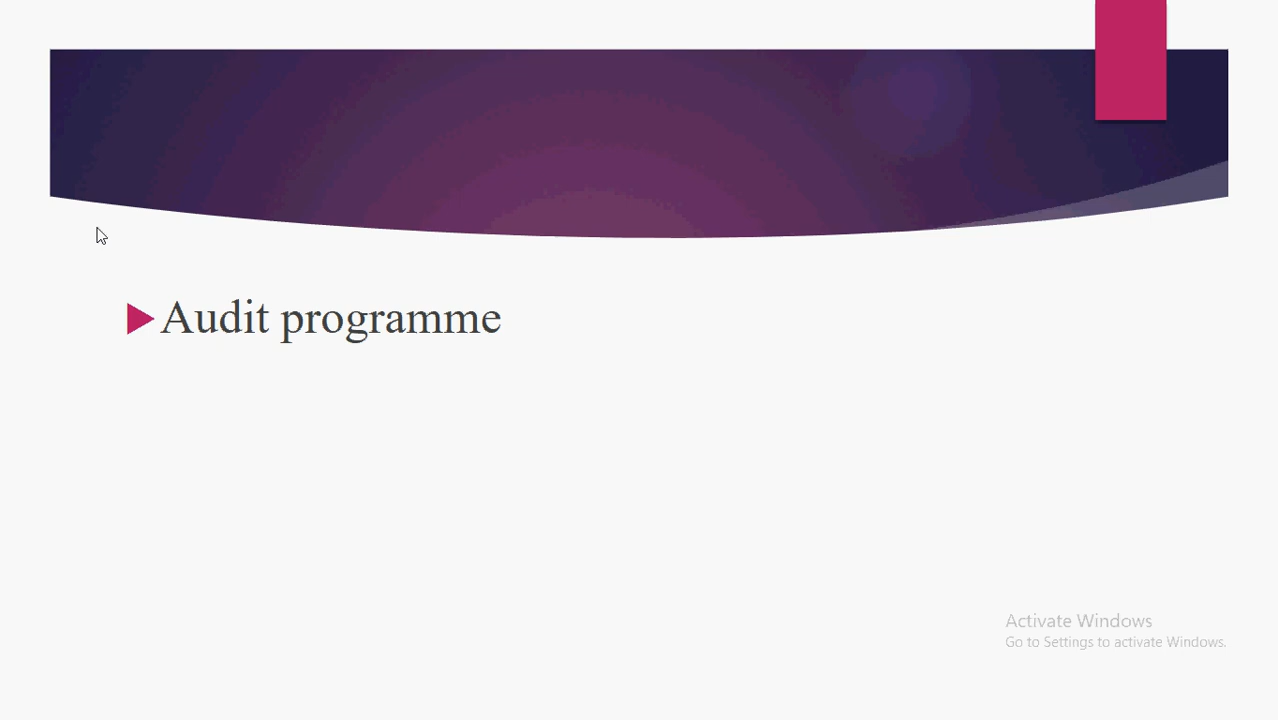 Audit programme
Activate Windows
Go to Settings to activate Windows.